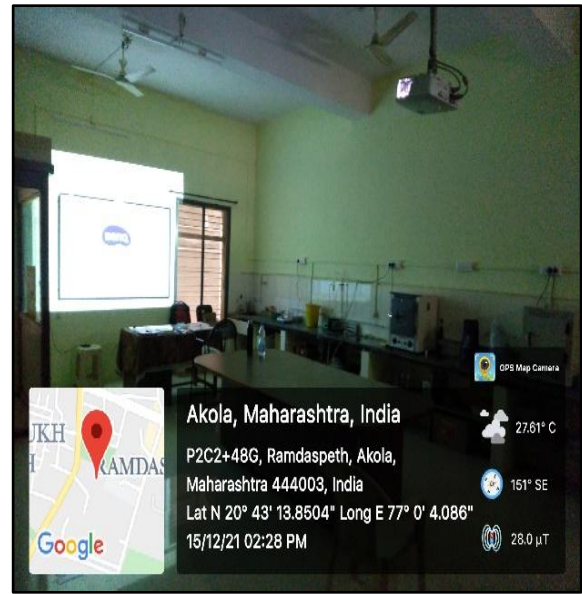 BenQ
GPS Map Camera
UKH
H
RAMDAS
Google
Akola, Maharashtra, India
P2C2+48G, Ramdaspeth, Akola,
Maharashtra 444003, India
Lat N 20° 43' 13.8504" Long E 77° 0' 4.086"
15/12/21 02:28 PM
27.61° C
151° SE
28.0 µT